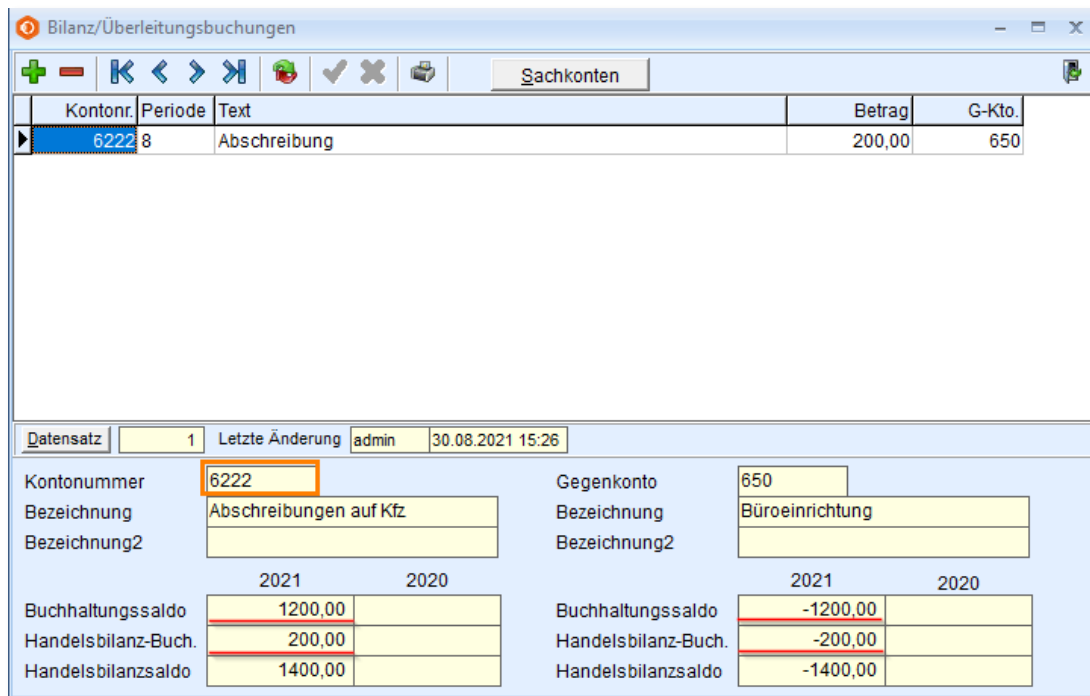 Bilanz/Überleitungsbuchungen
Sachkonten
Kontonr. Periode Text Betrag G-Kto.
6222 8 Abschreibung 200,00 650
Datensatz 1 Letzte Änderung admin 30.08.2021 15:26
Kontonummer 6222 Gegenkonto 650
Bezeichnung Abschreibungen auf Kfz Bezeichnung Büroeinrichtung
Bezeichnung2 Bezeichnung2
2021 2020 2021 2020
Buchhaltungssaldo 1200,00 Buchhaltungssaldo -1200,00
Handelsbilanz-Buch. 200,00 Handelsbilanz-Buch. -200,00
Handelsbilanzsaldo 1400,00 Handelsbilanzsaldo -1400,00